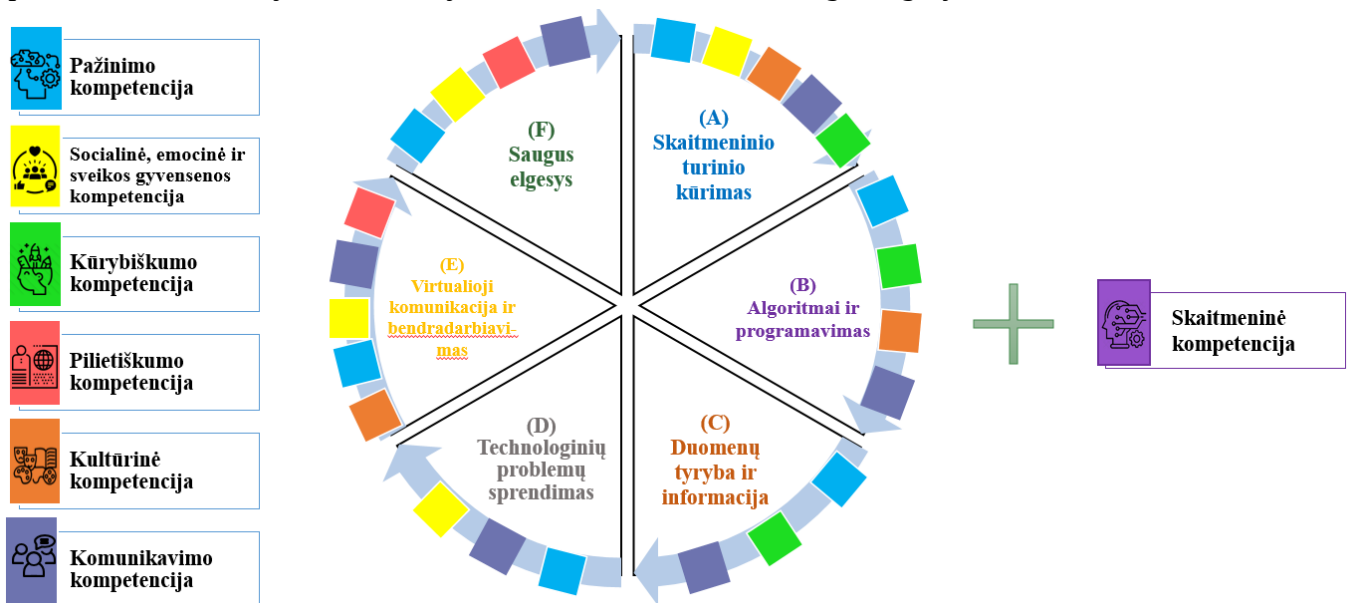 Pažinimo
kompetencija
Socialinė, emocinė ir
sveikos gyvensenos
kompetencija
Kūrybiškumo
kompetencija
Pilietiškumo
kompetencija
Kultūrinė
kompetencija
Komunikavimo
kompetencija
(A)
Skaitmeninio
turinio
kūrimas
(B)
Algoritmai ir
programavimas
(C)
Duomenų
tyryba ir
informacija
(D)
Technologinių
problemų
sprendimas
(E)
Virtualioji
komunikacija ir
bendradarbiavi-
mas
(F)
Saugus
elgesys
Skaitmeninė
kompetencija